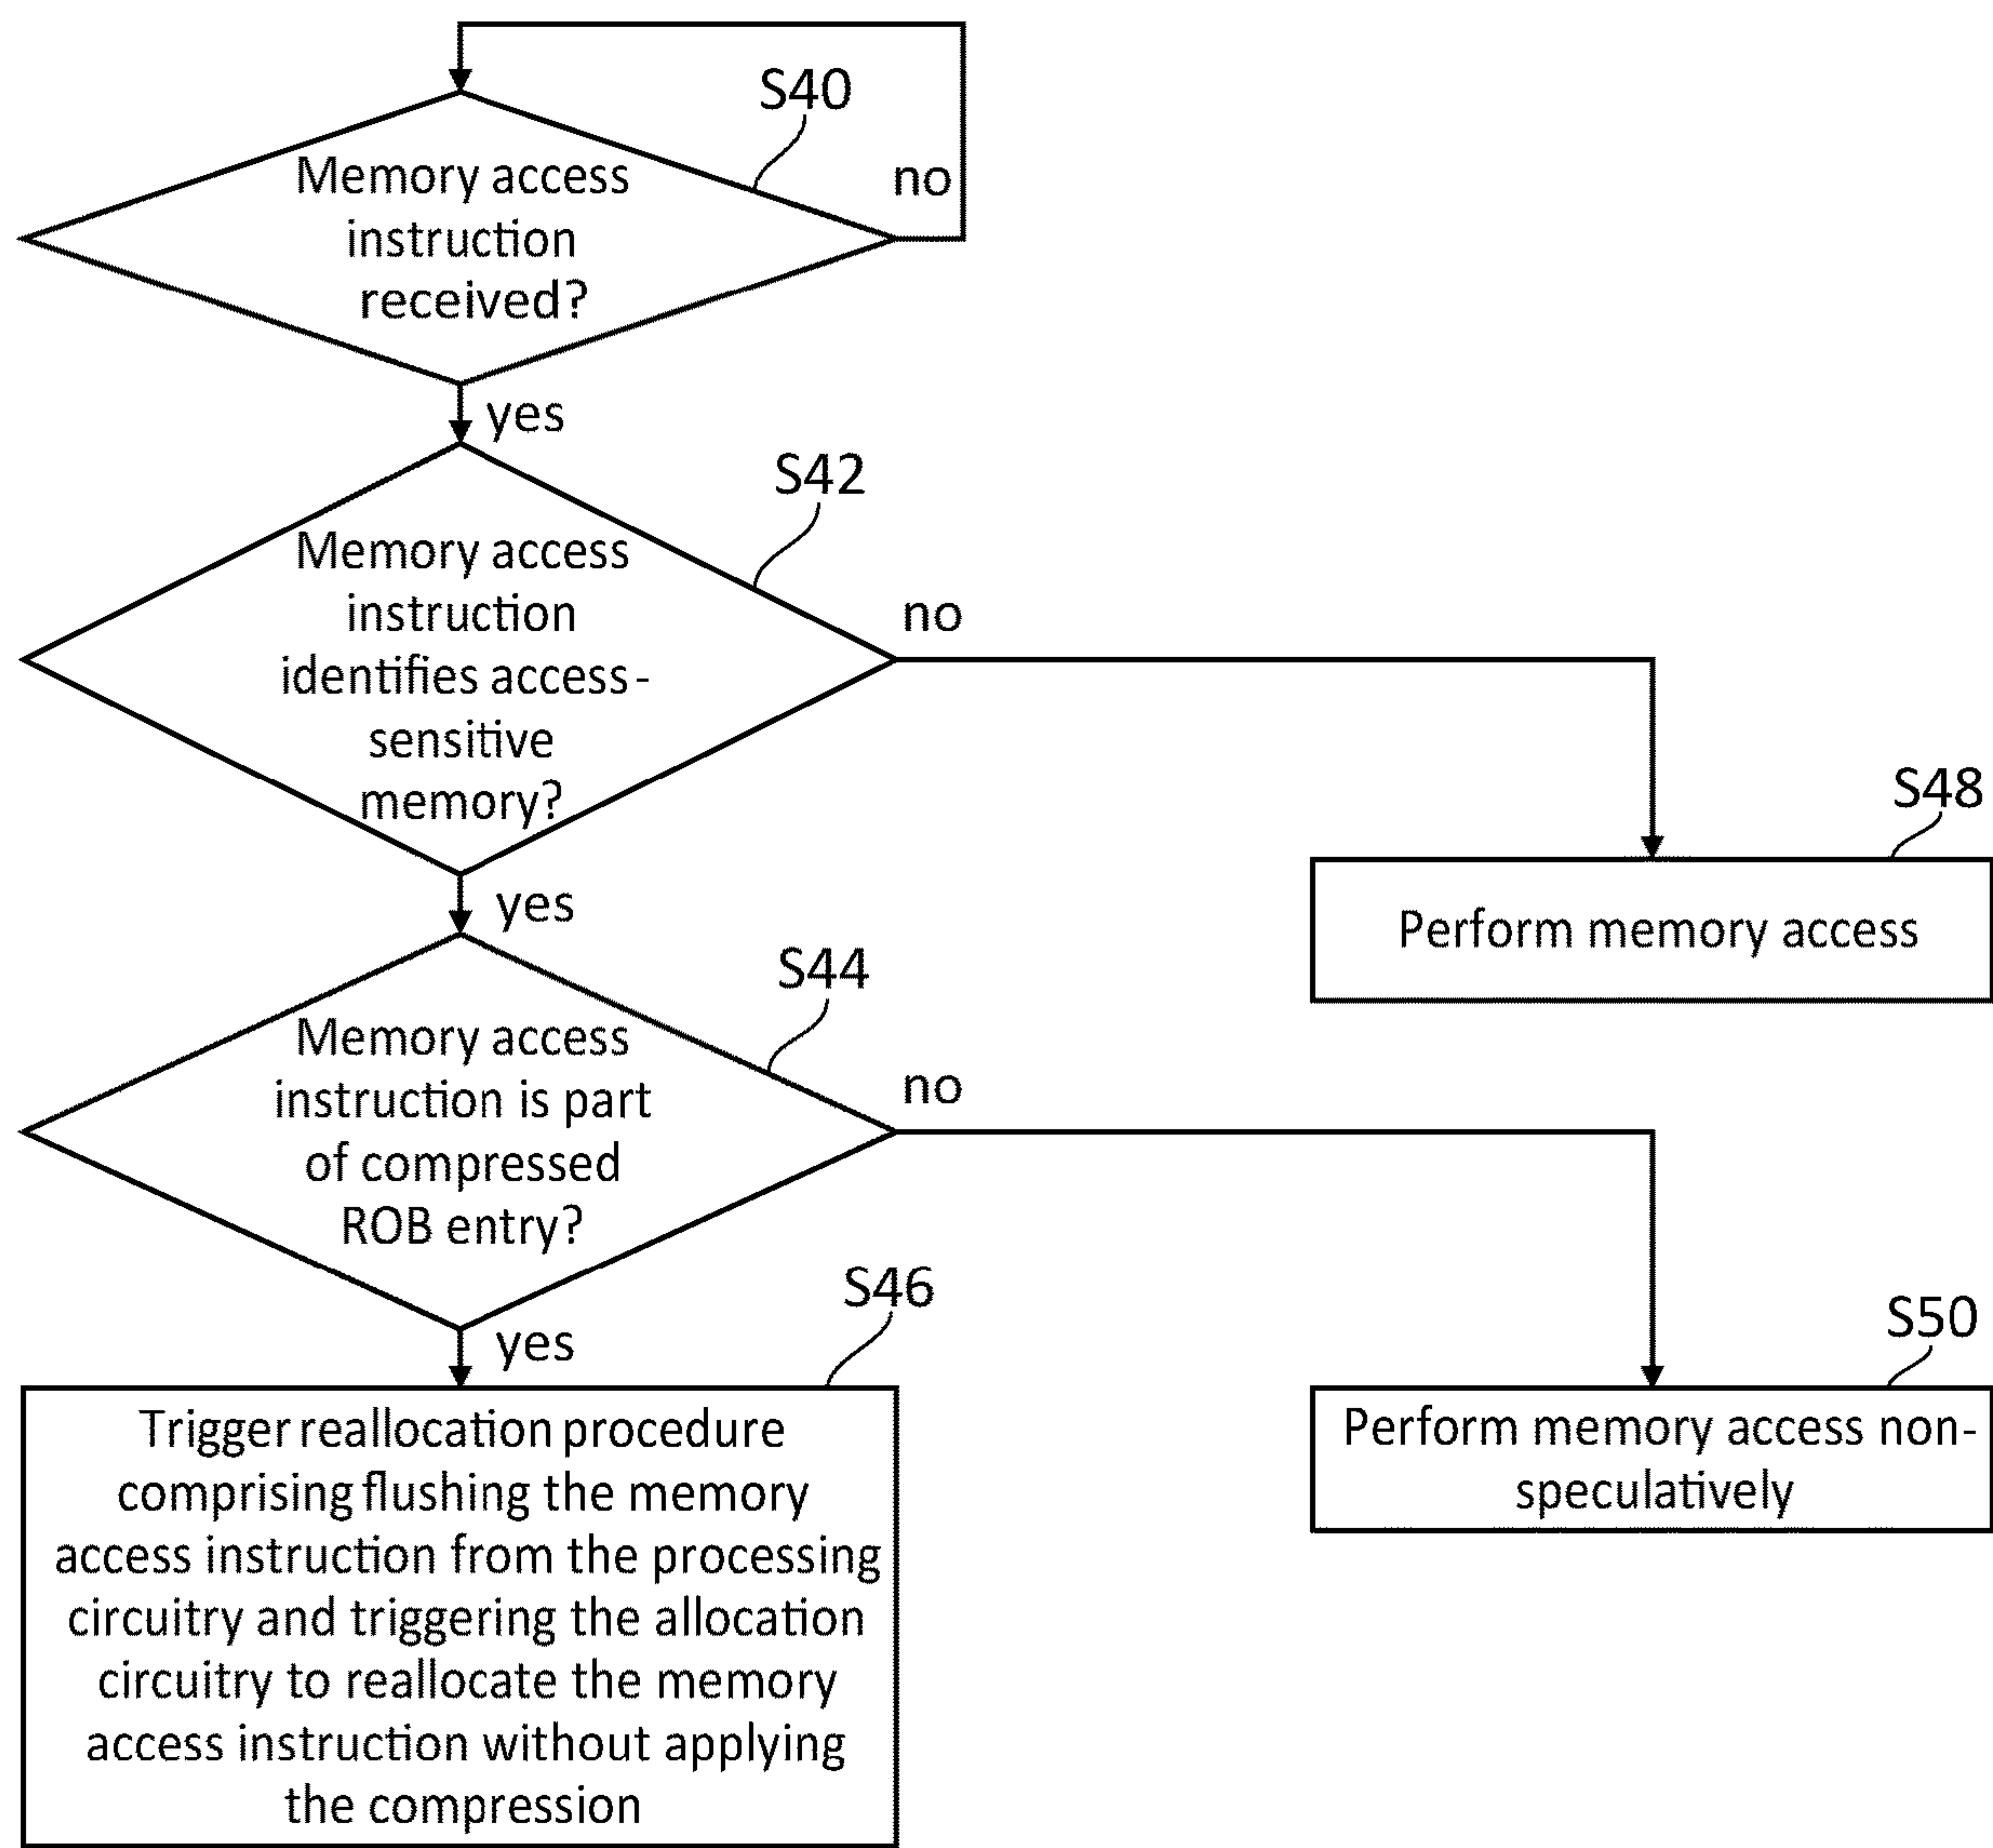 S40
Memory access
instruction
received?
no
yes
S42
Memory access
instruction
identifies access-
sensitive
memory?
no
yes
S48
Perform memory access
S44
Memory access
instruction is part
of compressed
ROB entry?
no
yes
S46
Trigger reallocation procedure
comprising flushing the memory
access instruction from the processing
circuitry and triggering the allocation
circuitry to reallocate the memory
access instruction without applying
the compression
S50
Perform memory access non-
speculatively